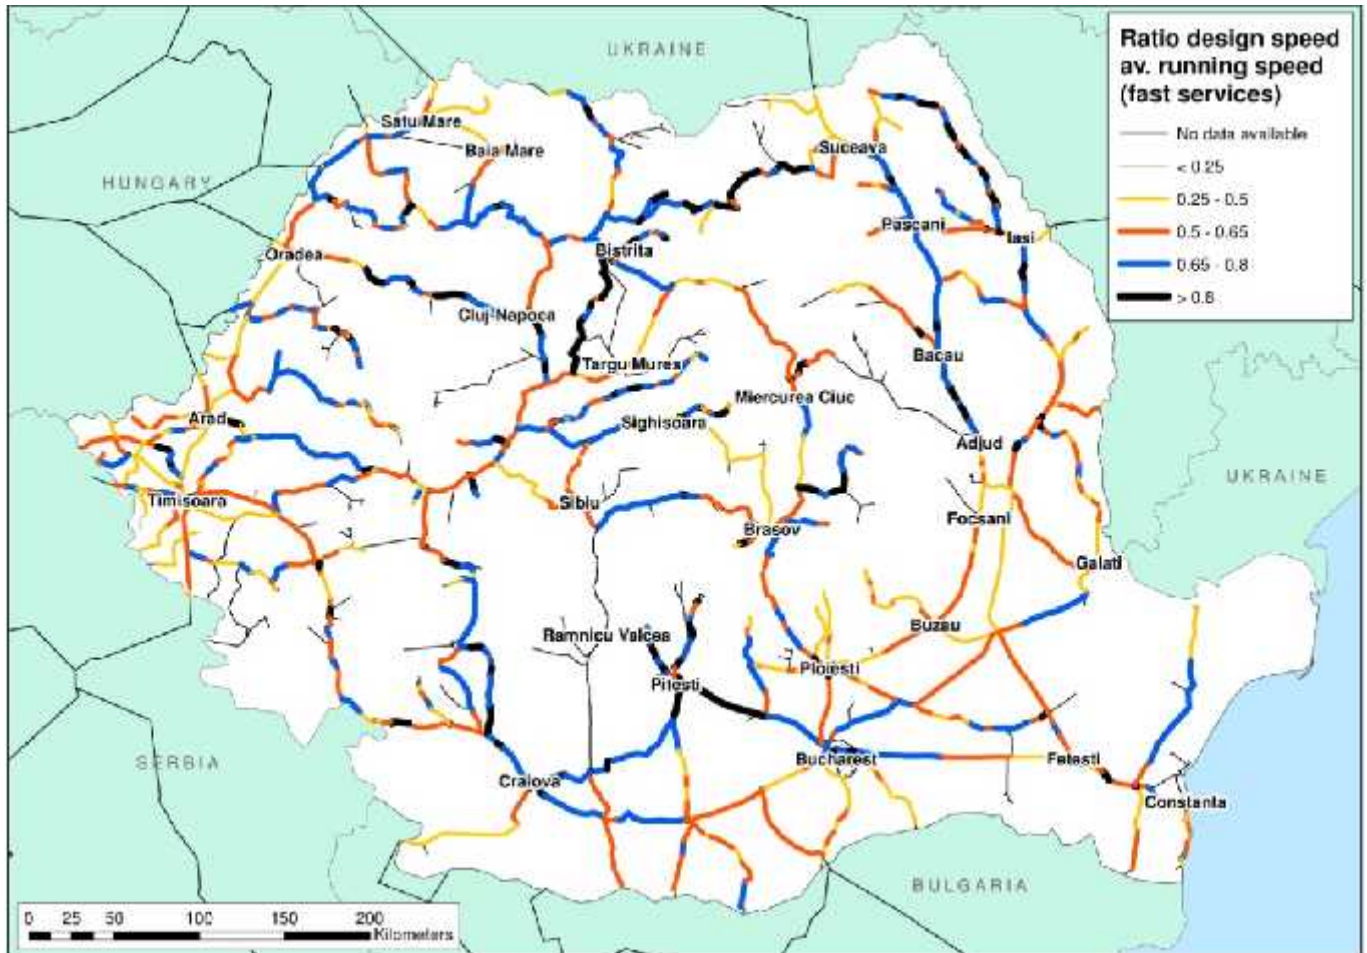 UKRAINE
Ratio design speed
av. running speed
(fast services)
No data available
< 0.25
0.25 - 0.5
0.5 - 0.65
0.65 - 0.8
> 0.8
Satu Mare
Baia Mare
Suceava
HUNGARY
Pascani
Iasi
Oradea
Bistrita
Cluj-Napoca
Bacau
Targu Mures
Miercurea Ciuc
Arad
Sighisoara
Adjud
UKRAINE
Timisoara
Sibiu
Brasov
Focsani
Galati
Ramnicu Valcea
Buzau
Pitesti
Ploiesti
SERBIA
Craiova
Bucharest
Fetesti
Constanta
BULGARIA
0 25 50 100 150 200
Kilometers